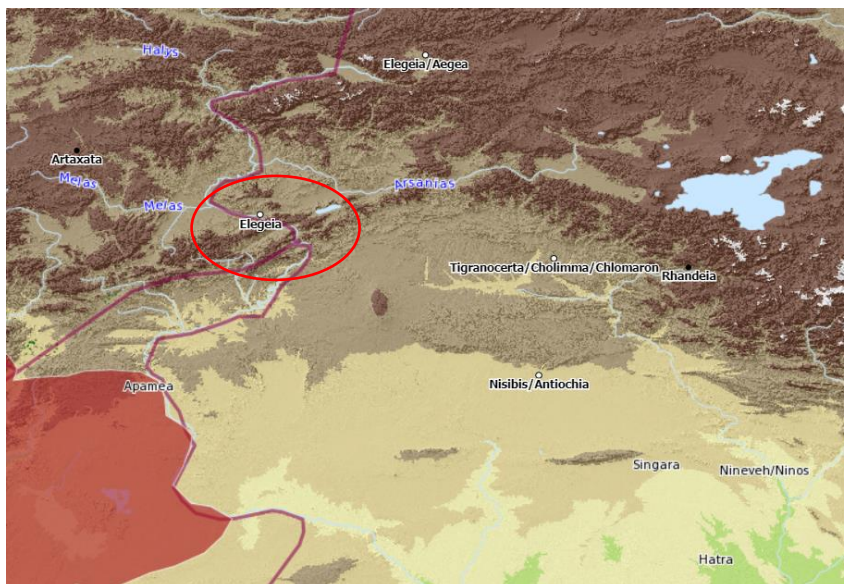 Halys
Elegeia/Aegea
Artaxata
Melas
Arsanias
Melas
Elegeia
Tigranocerta/Cholimma/Chlomaron
Rhandeia
Apamea
Nisibis/Antiochia
Singara
Nineveh/Ninos
Hatra